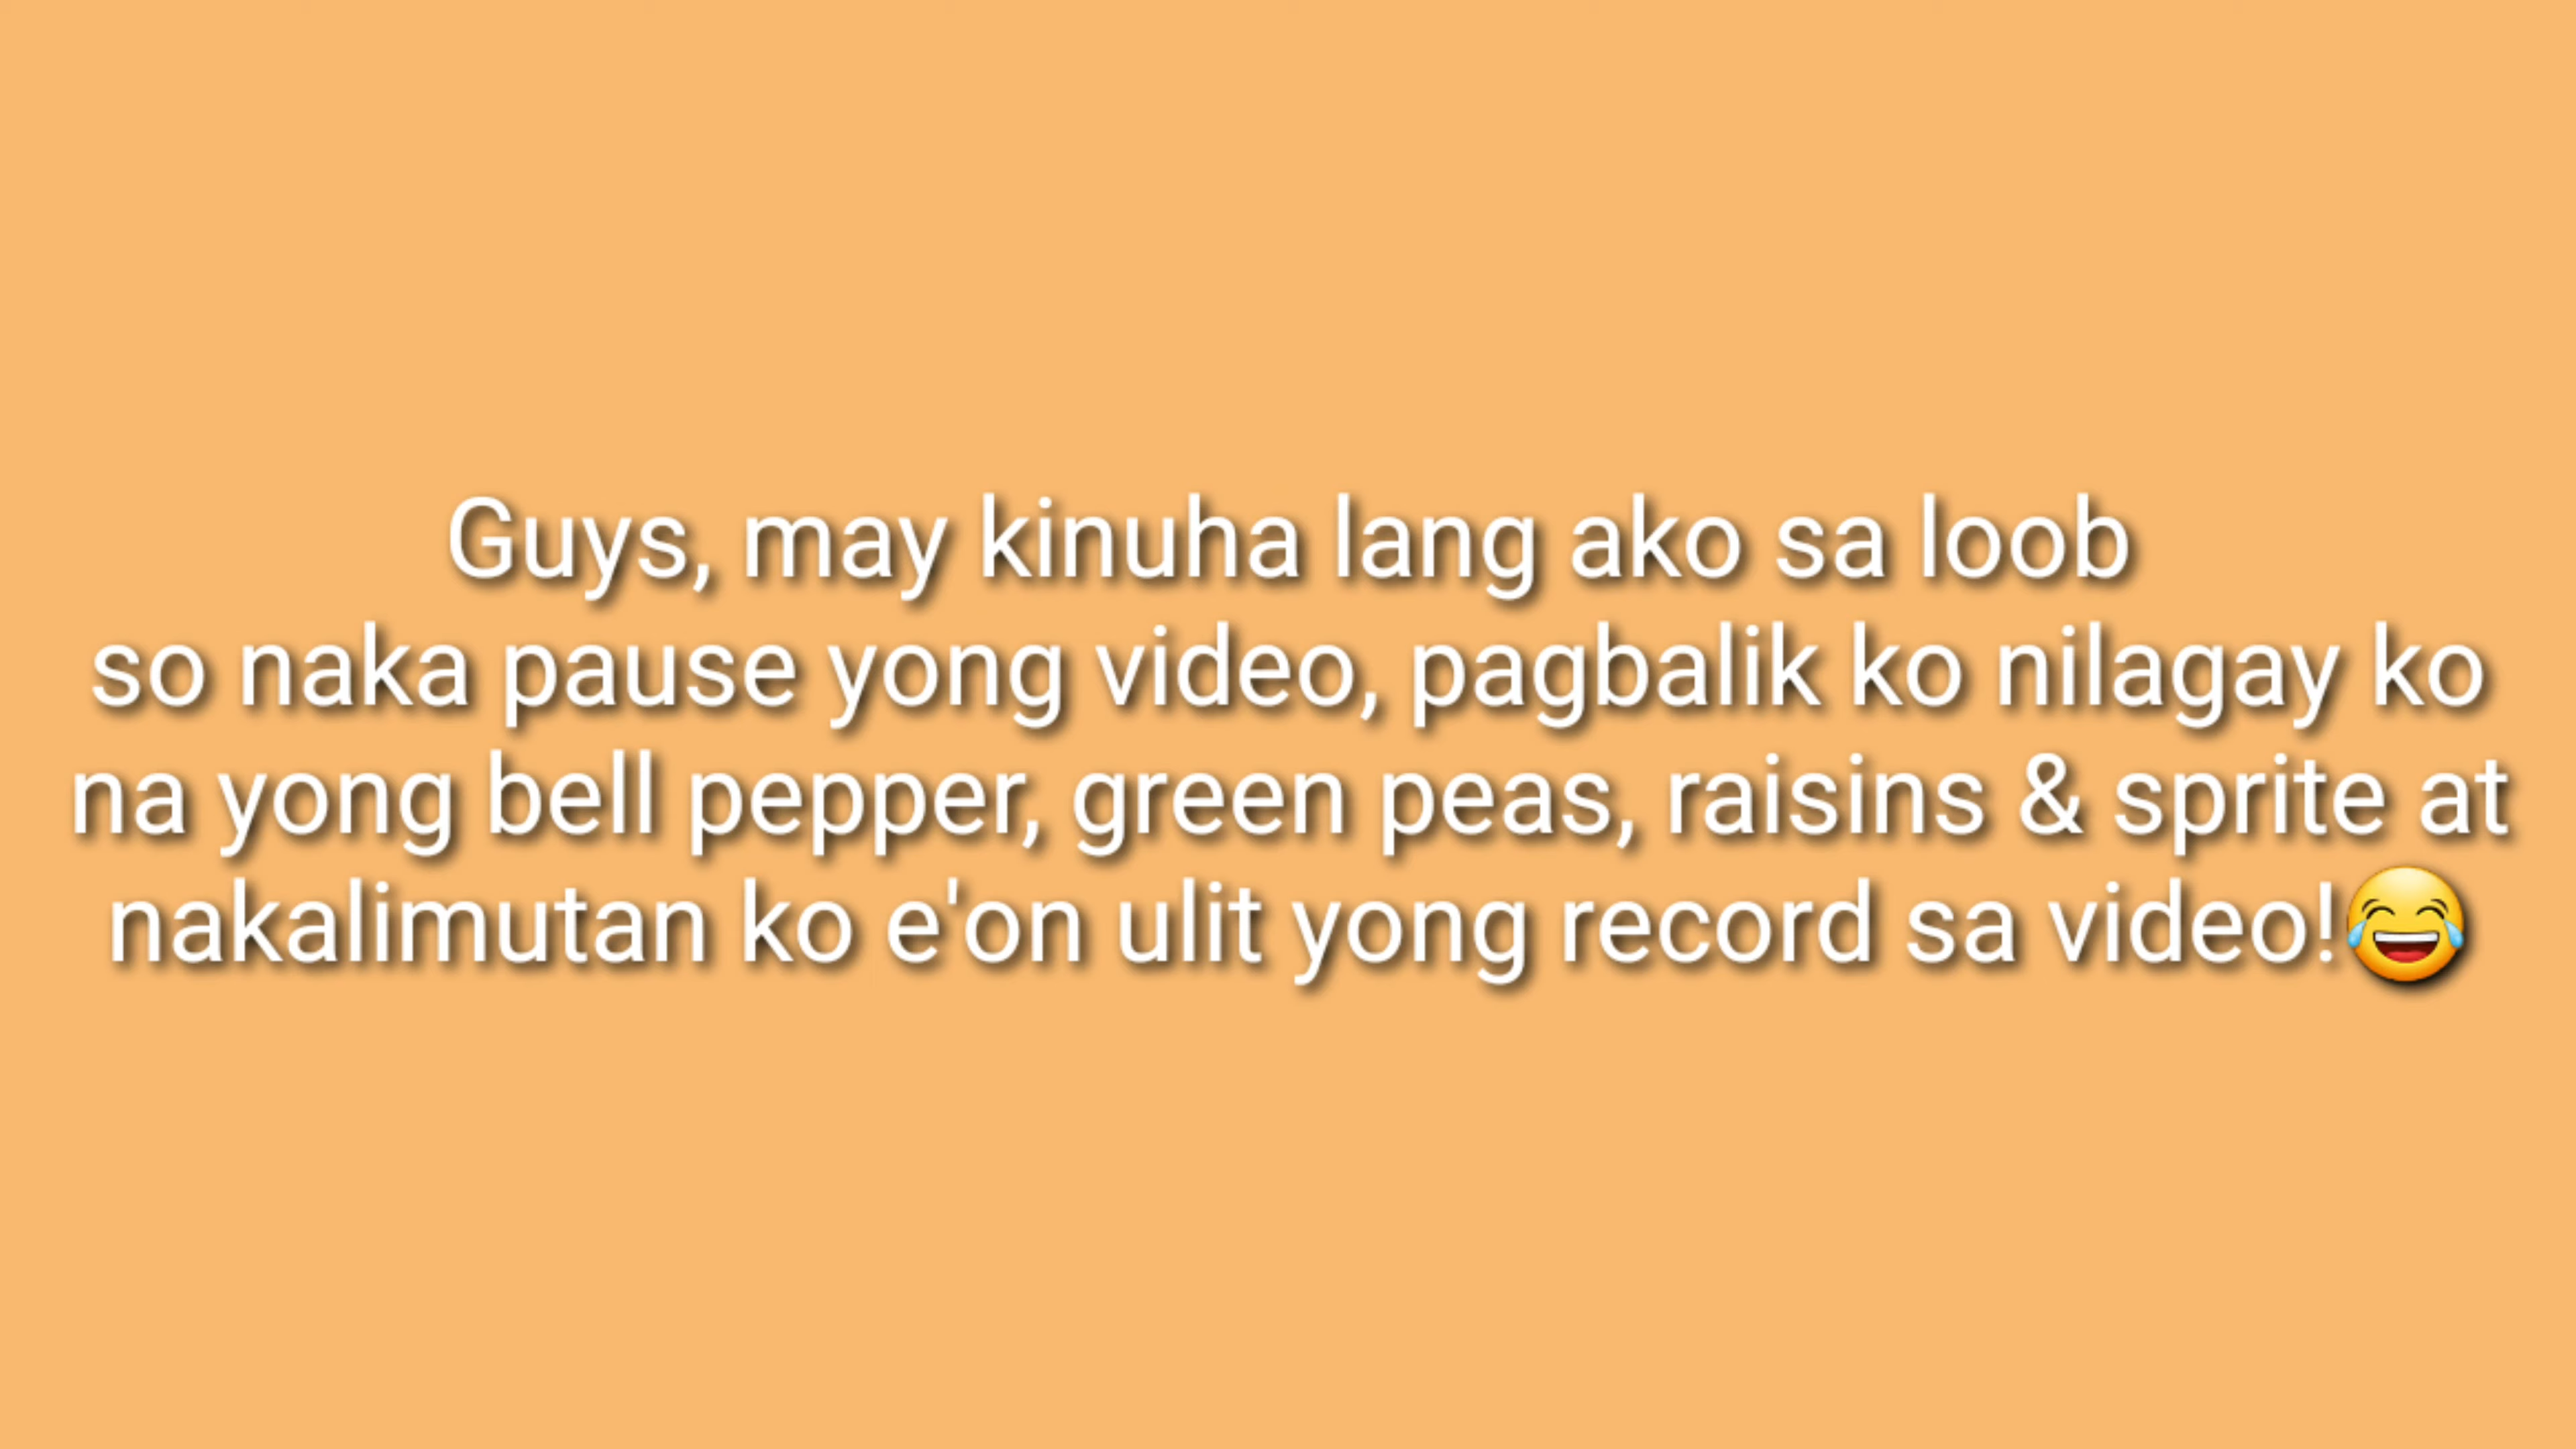 Guys, may kinuha lang ako sa loob
so naka pause yong video, pagbalik ko nilagay ko
na yong bell pepper, green peas, raisins & sprite at
nakalimutan ko e'on ulit yong record sa video!😂